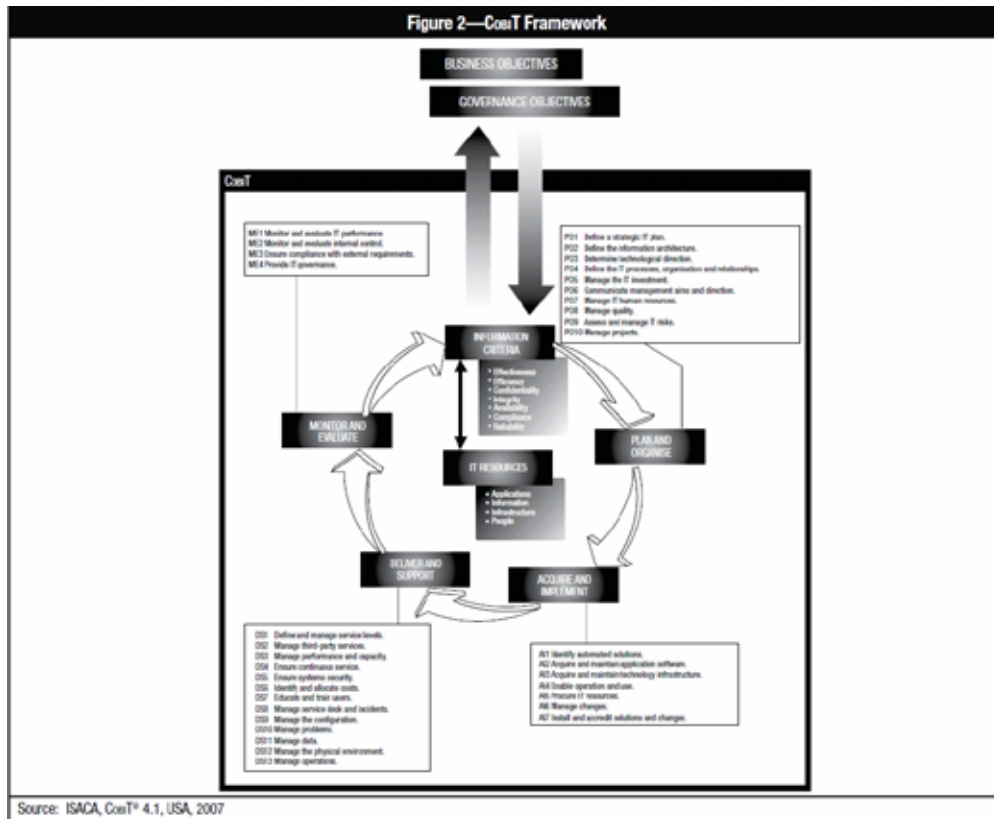 Figure 2—COBIT Framework
BUSINESS OBJECTIVES
GOVERNANCE OBJECTIVES
COBIT
ME1 Monitor and evaluate IT performance.
ME2 Monitor and evaluate internal control.
ME3 Ensure compliance with external requirements.
ME4 Provide IT governance.
PO1 Define a strategic IT plan.
PO2 Define the information architecture.
PO3 Determine technological direction.
PO4 Define the IT processes, organisation and relationships.
PO5 Manage the IT investment.
PO6 Communicate management aims and direction.
PO7 Manage IT human resources.
PO8 Manage quality.
PO9 Assess and manage IT risks.
PO10 Manage projects.
INFORMATION
CRITERIA
• Effectiveness
• Efficiency
• Confidentiality
• Integrity
• Availability
• Compliance
• Reliability
MONITOR AND
EVALUATE
PLAN AND
ORGANISE
IT RESOURCES
• Applications
• Information
• Infrastructure
• People
DELIVER AND
SUPPORT
ACQUIRE AND
IMPLEMENT
DS1 Define and manage service levels.
DS2 Manage third-party services.
DS3 Manage performance and capacity.
DS4 Ensure continuous service.
DS5 Ensure systems security.
DS6 Identify and allocate costs.
DS7 Educate and train users.
DS8 Manage service desk and incidents.
DS9 Manage the configuration.
DS10 Manage problems.
DS11 Manage data.
DS12 Manage the physical environment.
DS13 Manage operations.
AI1 Identify automated solutions.
AI2 Acquire and maintain application software.
AI3 Acquire and maintain technology infrastructure.
AI4 Enable operation and use.
AI5 Procure IT resources.
AI6 Manage changes.
AI7 Install and accredit solutions and changes.
Source: ISACA, COBIT® 4.1, USA, 2007